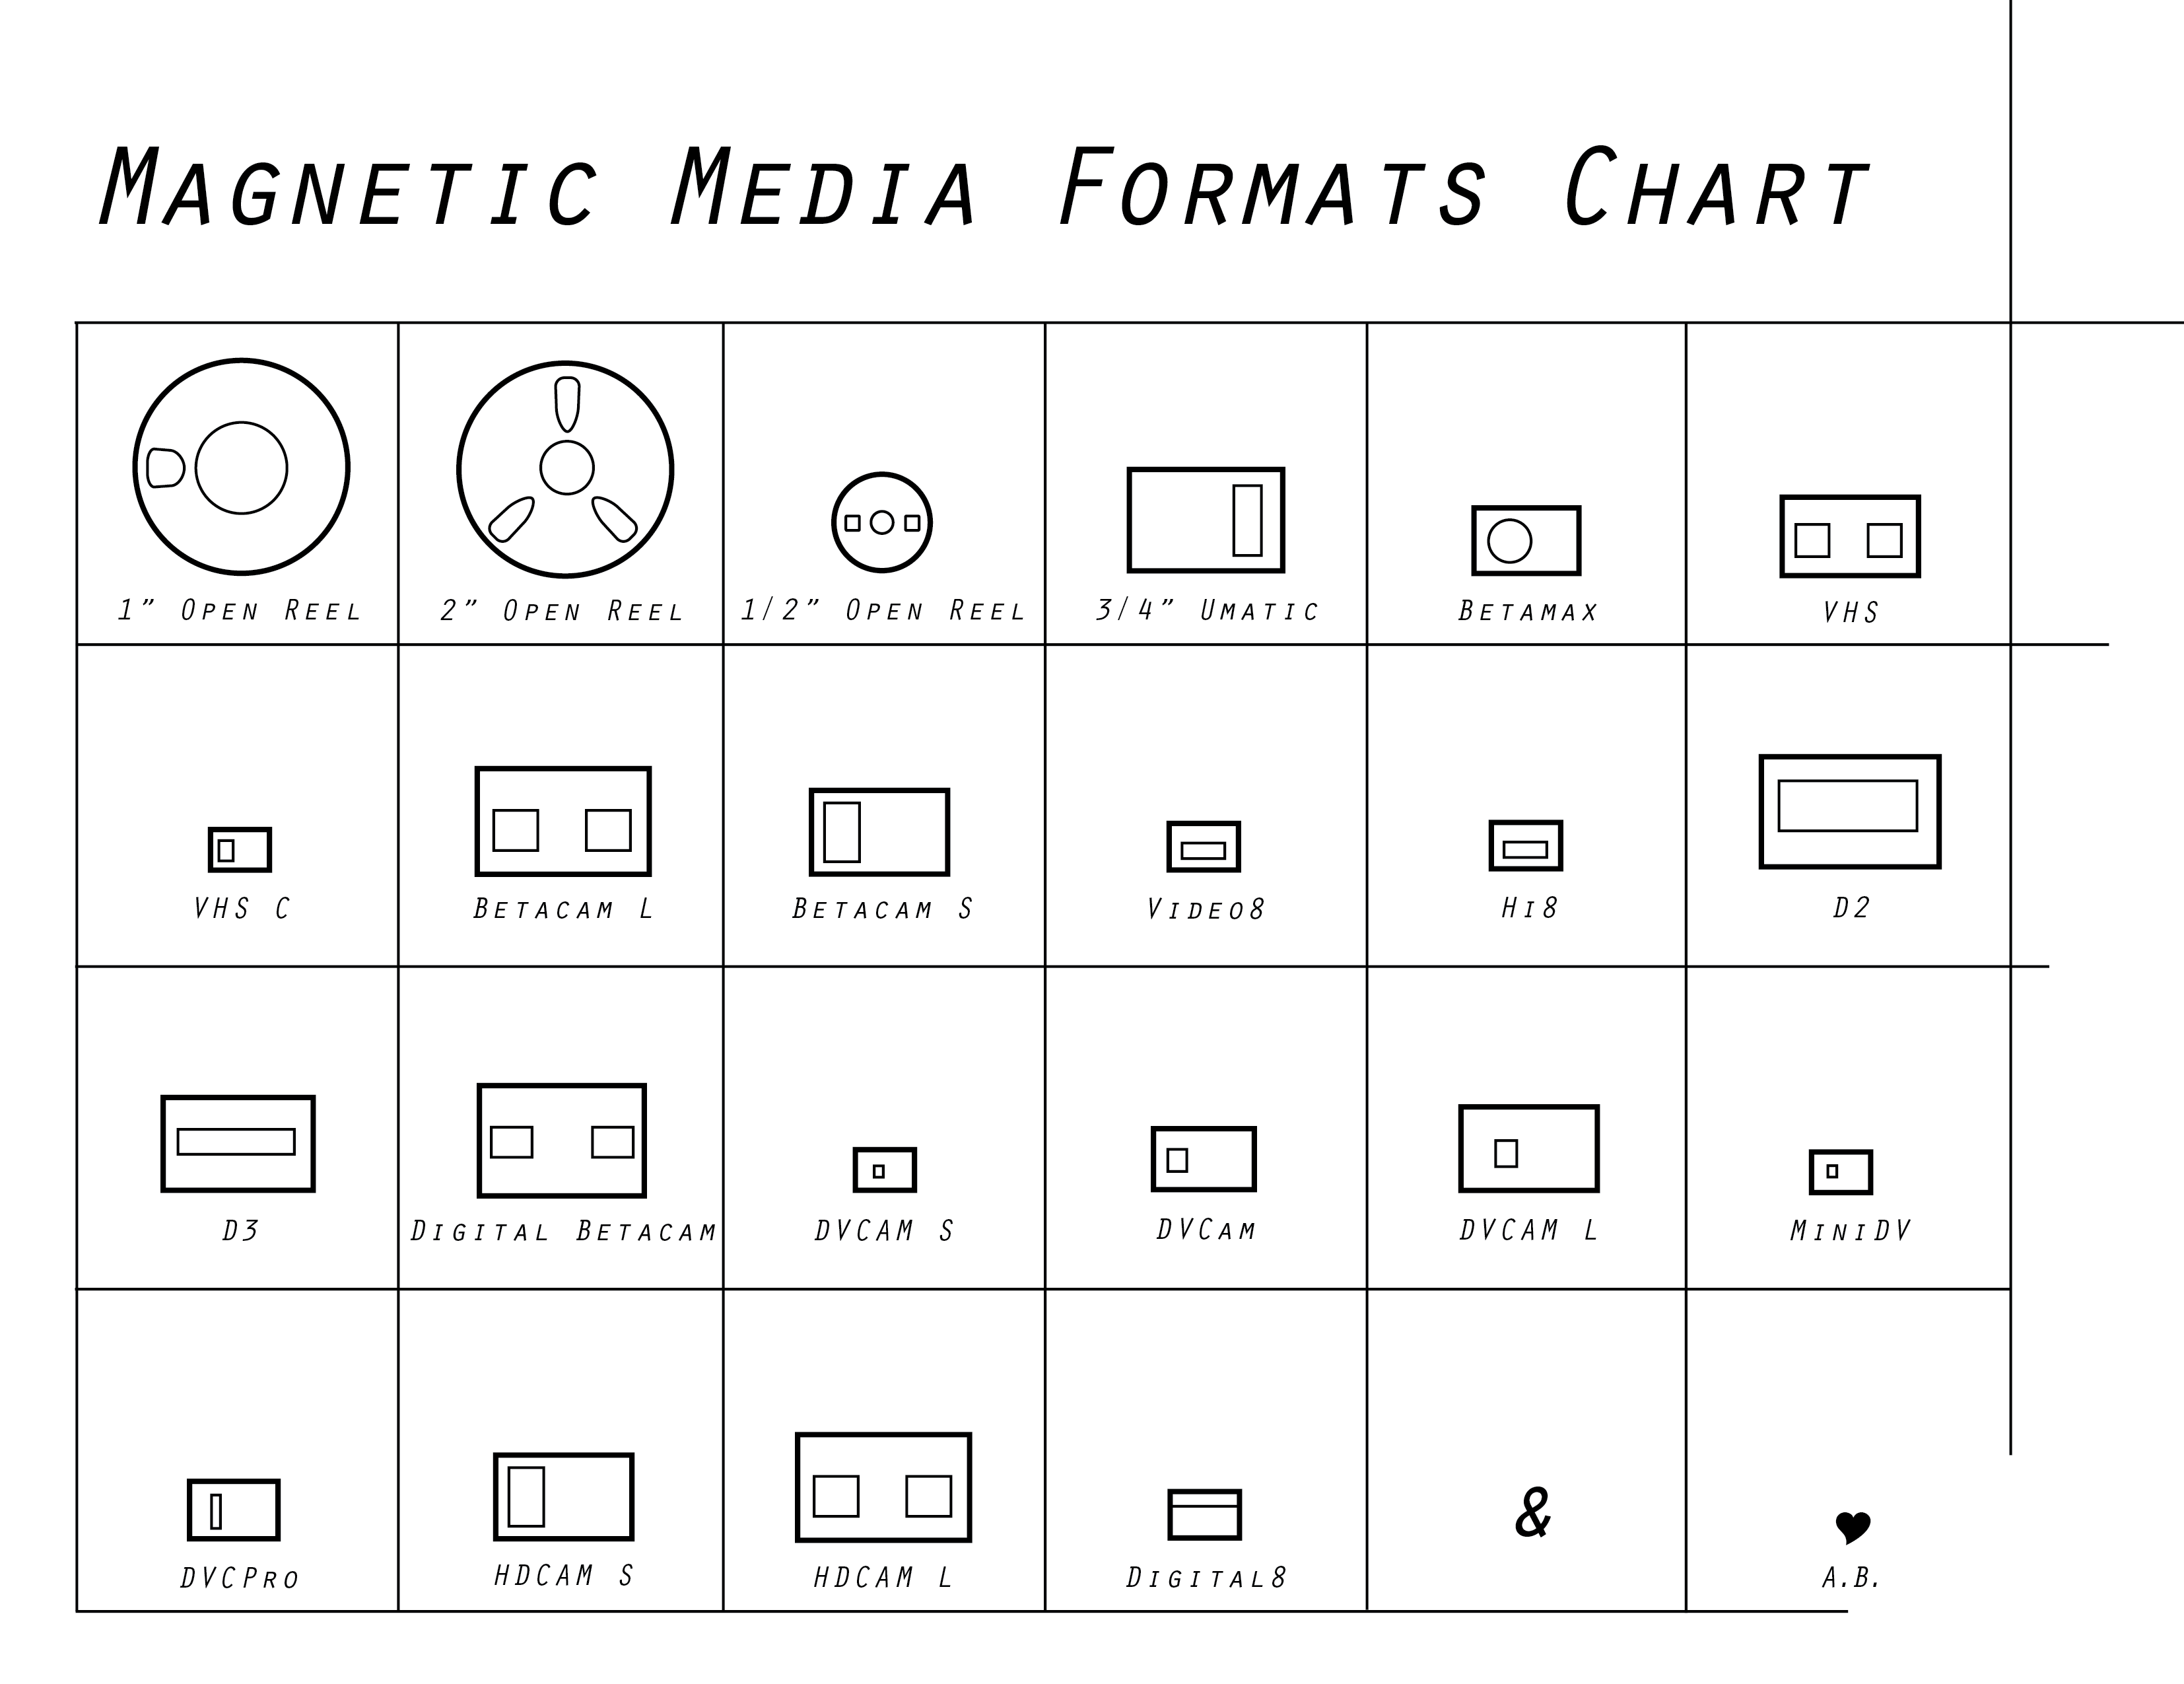 Magnetic Media Formats Chart
1” Open Reel
2” Open Reel
1/2” Open Reel
3/4” Umatic
Betamax
VHS
VHS C
Betacam L
Betacam S
Video8
Hi8
D2
D3
Digital Betacam
DVCAM S
DVCam
DVCAM L
MiniDV
DVCPro
HDCAM S
HDCAM L
Digital8
&
A.B.